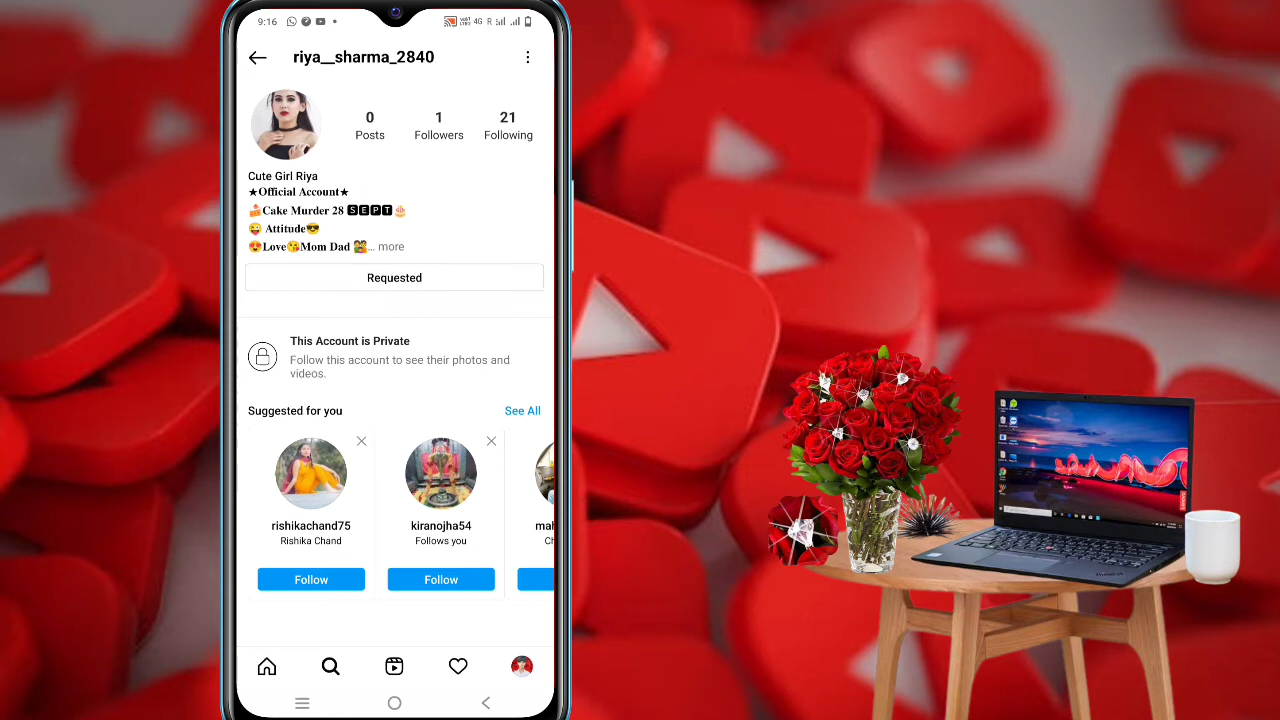 9:16
4G R
riya__sharma_2840
0
Posts
1
Followers
21
Following
Cute Girl Riya
★Official Account★
🍰Cake Murder 28 🆂🅴🅿🆃🎂
😜 Attitude😎
😍Love😘Mom Dad 👫... more
Requested
This Account is Private
Follow this account to see their photos and
videos.
Suggested for you
See All
rishikachand75
Rishika Chand
Follow
kiranojha54
Follows you
Follow